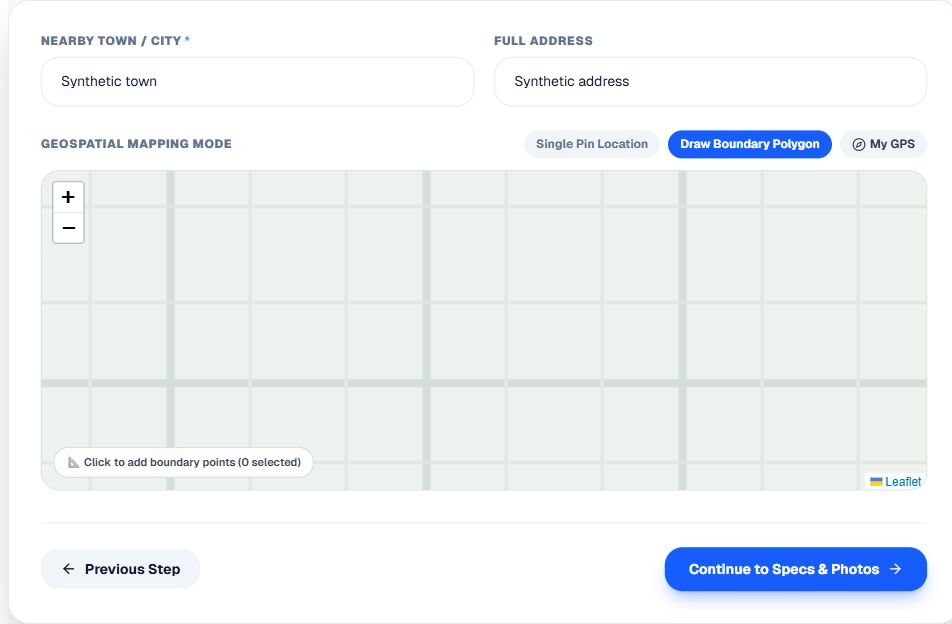 NEARBY TOWN / CITY *
FULL ADDRESS
Synthetic town
Synthetic address
GEOSPATIAL MAPPING MODE
Single Pin Location
Draw Boundary Polygon
My GPS
+
−
Click to add boundary points (0 selected)
Leaflet
← Previous Step
Continue to Specs & Photos →